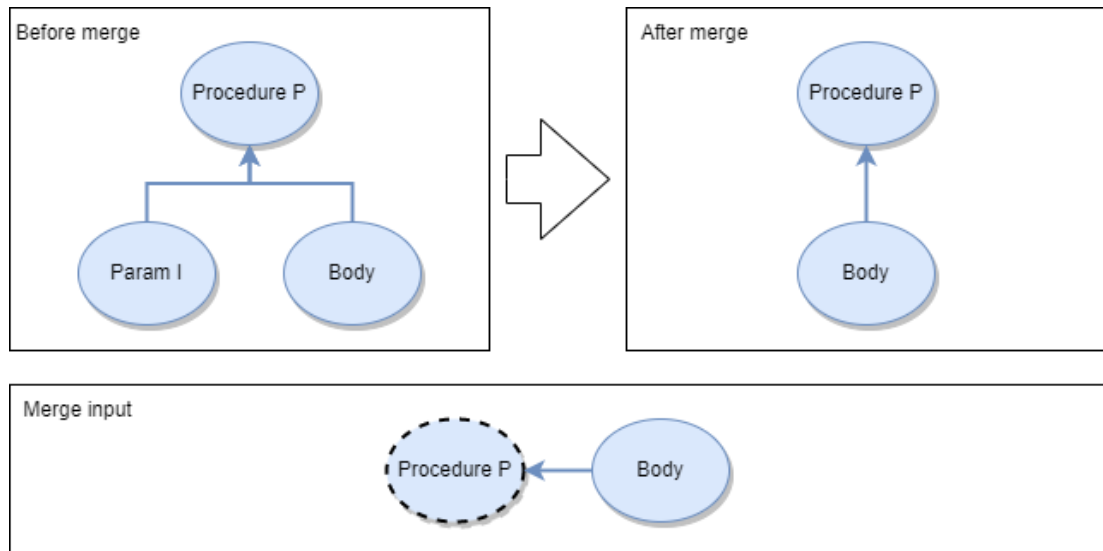 Before merge
Procedure P
Param I
Body
After merge
Procedure P
Body
Merge input
Procedure P
Body